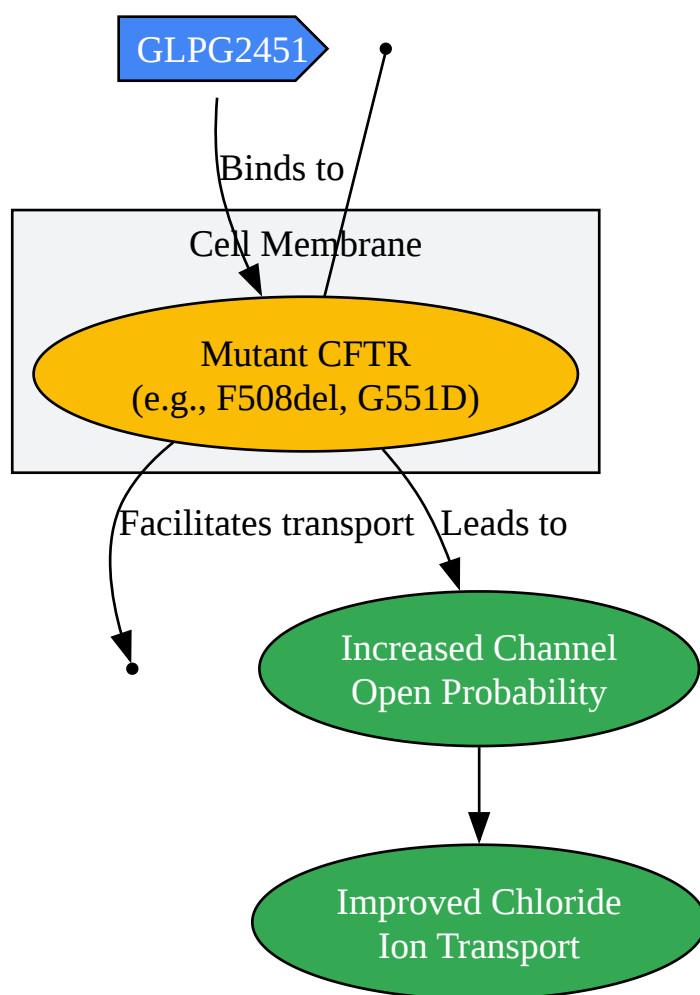 GLPG2451
Binds to
Cell Membrane
Mutant CFTR
(e.g., F508del, G551D)
Facilitates transport
Leads to
Increased Channel
Open Probability
Improved Chloride
Ion Transport